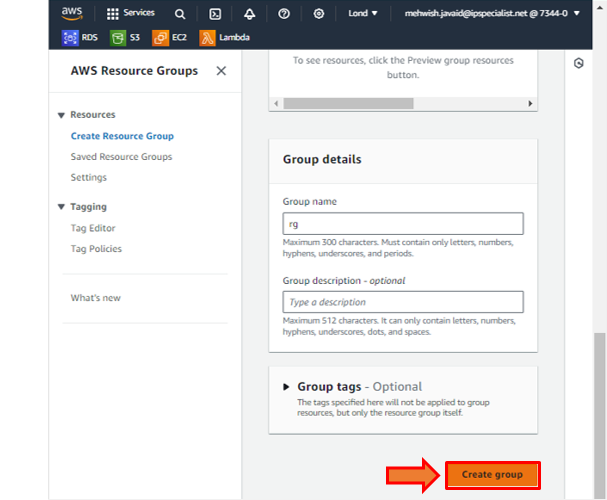 aws
Services
Lond
mehwish.javaid@ipspecialist.net @ 7344-0
RDS
S3
EC2
Lambda
AWS Resource Groups
Resources
Create Resource Group
Saved Resource Groups
Settings
Tagging
Tag Editor
Tag Policies
What's new
To see resources, click the Preview group resources
button.
Group details
Group name
rg
Maximum 300 characters. Must contain only letters, numbers,
hyphens, underscores, and periods.
Group description - optional
Type a description
Maximum 512 characters. It can only contain letters, numbers,
hyphens, underscores, dots, and spaces.
Group tags - Optional
The tags specified here will not be applied to group
resources, but only the resource group itself.
Create group